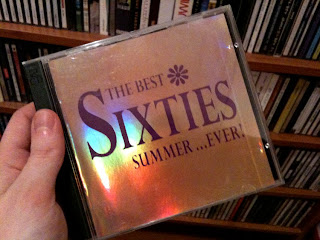 THE BEST
SIXTIES
SUMMER ...EVER!